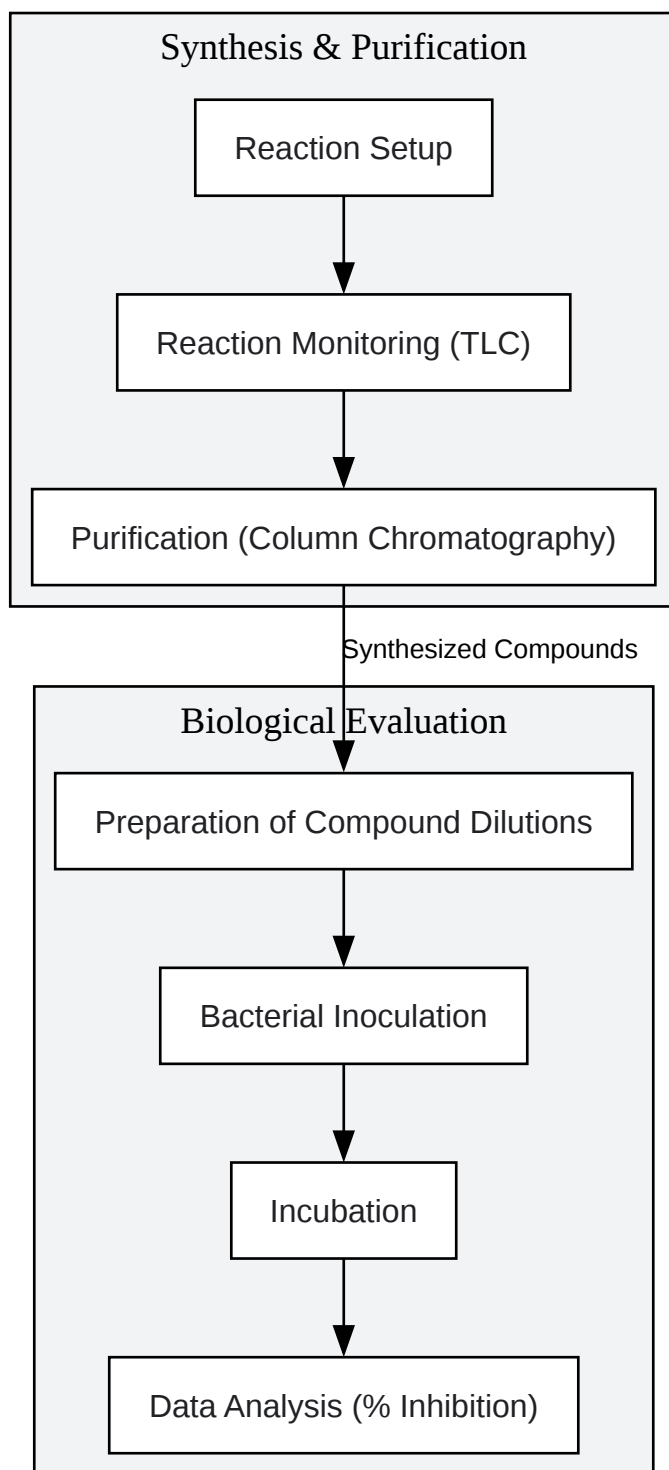 Synthesis & Purification
Reaction Setup
Reaction Monitoring (TLC)
Purification (Column Chromatography)
Synthesized Compounds
Biological Evaluation
Preparation of Compound Dilutions
Bacterial Inoculation
Incubation
Data Analysis (% Inhibition)